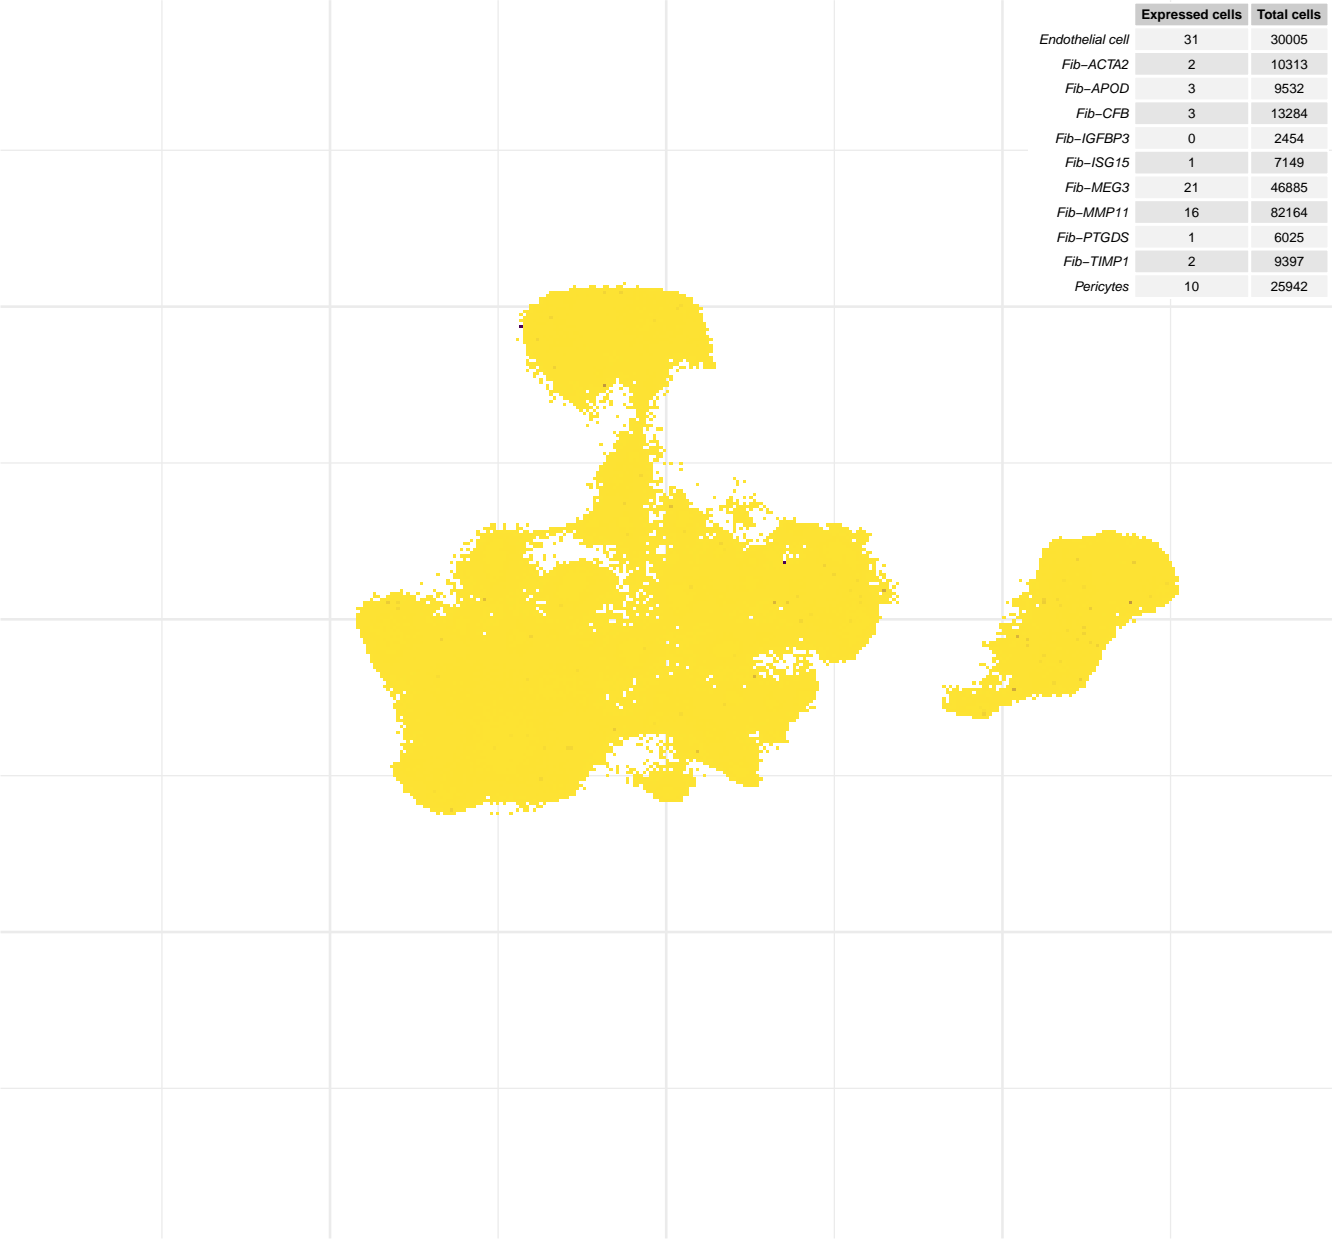 Expressed cells Total cells
Endothelial cell 31 30005
Fib−ACTA2 2 10313
Fib−APOD 3 9532
Fib−CFB 3 13284
Fib−IGFBP3 0 2454
Fib−ISG15 1 7149
Fib−MEG3 21 46885
Fib−MMP11 16 82164
Fib−PTGDS 1 6025
Fib−TIMP1 2 9397
Pericytes 10 25942